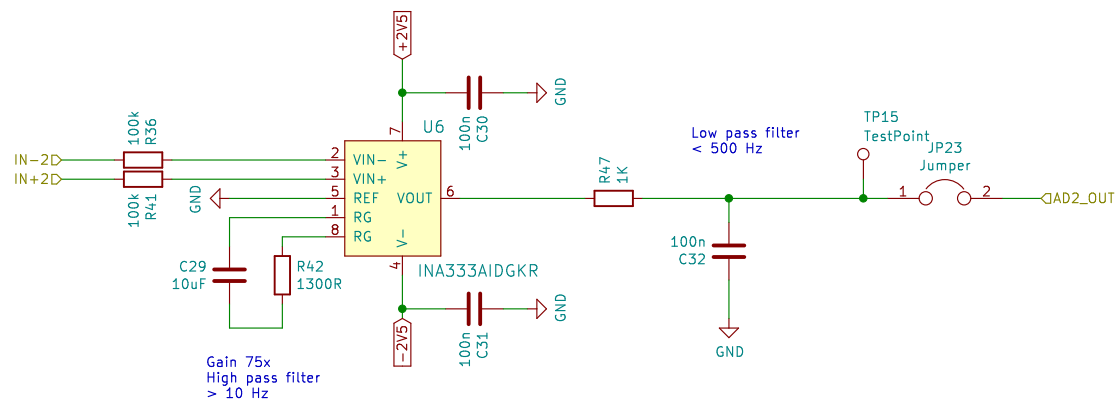 +2V5
100n
C30
GND
7
U6
100k
R36
IN-2
IN+2
100k
R41
GND
2
3
5
1
8
VIN-
VIN+
REF
RG
RG
V+
V-
VOUT
6
4
INA333AIDGKR
C29
10uF
R42
1300R
-2V5
100n
C31
GND
Gain 75x
High pass filter
> 10 Hz
R47
1K
Low pass filter
< 500 Hz
100n
C32
GND
TP15
TestPoint
JP23
Jumper
1
2
AD2_OUT